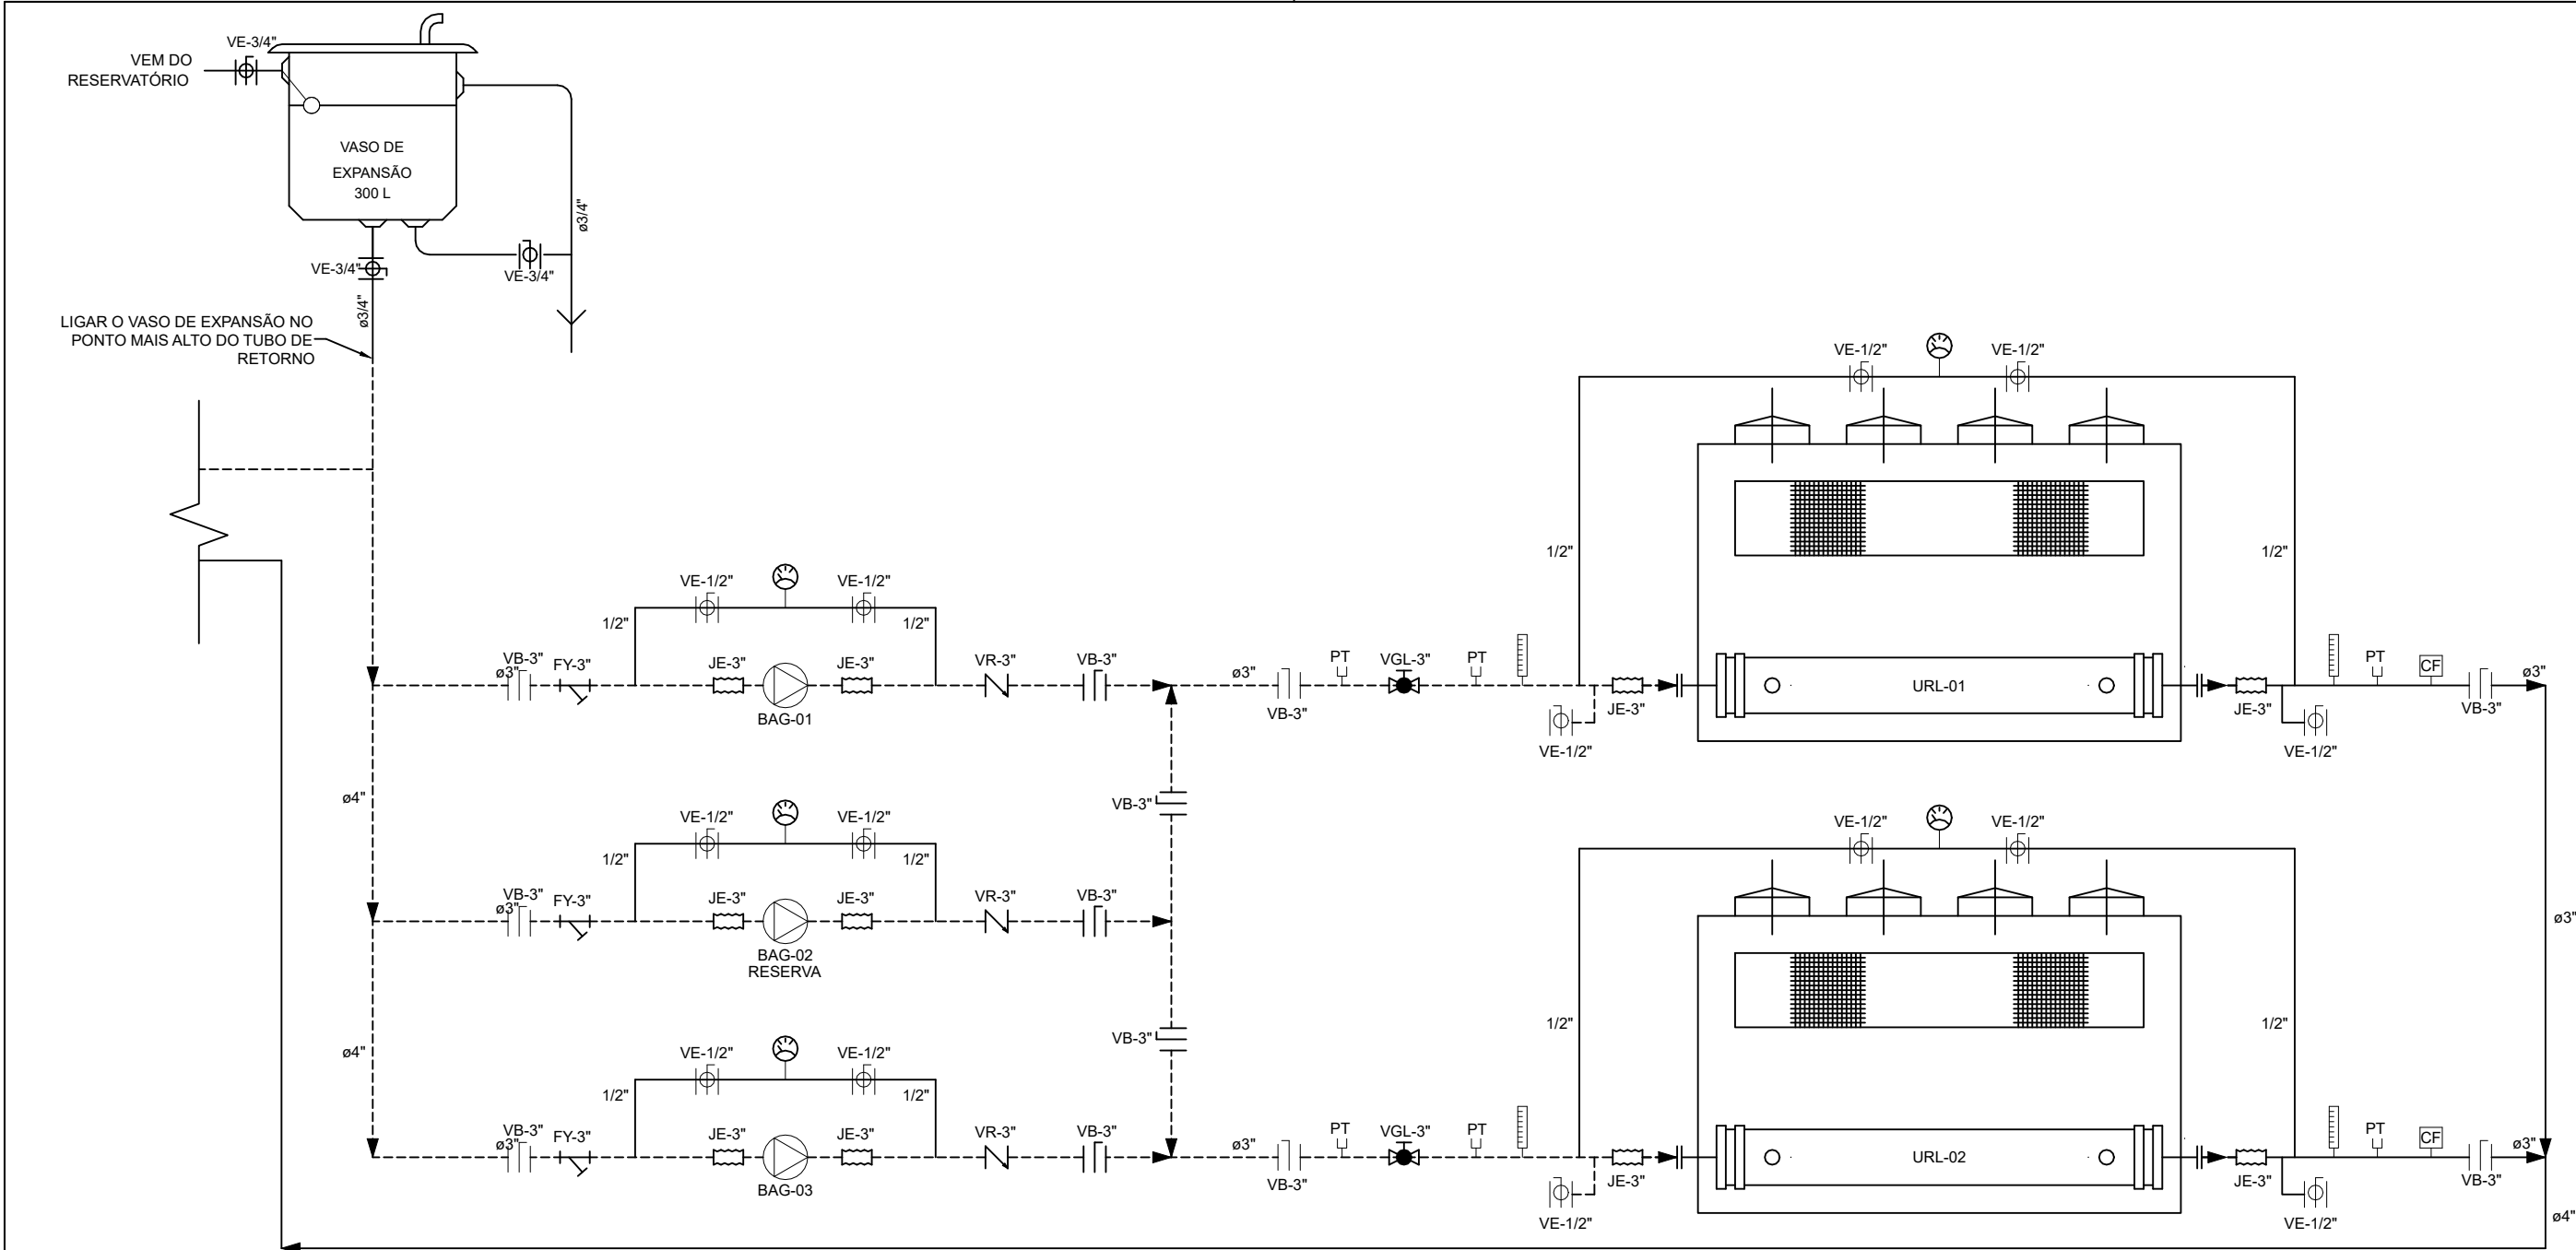 VE-3/4"
VEM DO
RESERVATÓRIO
VASO DE
EXPANSÃO
300 L
ø3/4"
VE-3/4"
VE-3/4"
ø3/4"
LIGAR O VASO DE EXPANSÃO NO
PONTO MAIS ALTO DO TUBO DE
RETORNO
VE-1/2"
VE-1/2"
1/2"
1/2"
VE-1/2"
VE-1/2"
1/2"
1/2"
VB-3"
ø3"
FY-3"
JE-3"
JE-3"
VR-3"
VB-3"
BAG-01
ø3"
VB-3"
PT
VGL-3"
PT
VE-1/2"
JE-3"
URL-01
JE-3"
VE-1/2"
PT
CF
VB-3"
ø3"
ø4"
VB-3"
VE-1/2"
VE-1/2"
1/2"
1/2"
VB-3"
ø3"
FY-3"
JE-3"
JE-3"
VR-3"
VB-3"
BAG-02
RESERVA
VE-1/2"
VE-1/2"
ø3"
1/2"
1/2"
ø4"
VB-3"
VE-1/2"
VE-1/2"
1/2"
1/2"
VB-3"
ø3"
FY-3"
JE-3"
JE-3"
VR-3"
VB-3"
BAG-03
ø3"
VB-3"
PT
VGL-3"
PT
VE-1/2"
JE-3"
URL-02
JE-3"
VE-1/2"
PT
CF
VB-3"
ø3"
ø4"